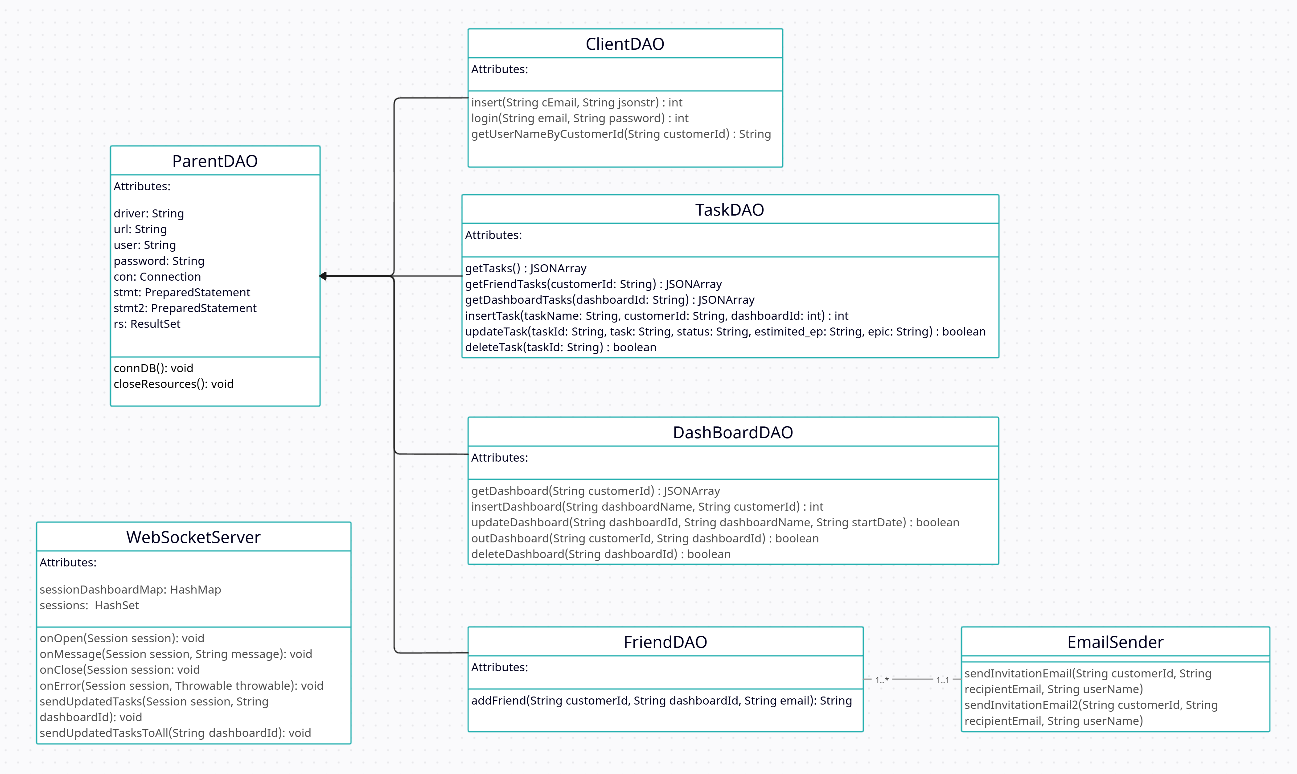 ClientDAO
Attributes:
insert(String cEmail, String jsonstr) : int
login(String email, String password) : int
getUserNameByCustomerId(String customerId) : String
ParentDAO
Attributes:
driver: String
url: String
user: String
password: String
con: Connection
stmt: PreparedStatement
stmt2: PreparedStatement
rs: ResultSet
connDB(): void
closeResources(): void
TaskDAO
Attributes:
getTasks() : JSONArray
getFriendTasks(customerId: String) : JSONArray
getDashboardTasks(dashboardId: String) : JSONArray
insertTask(taskName: String, customerId: String, dashboardId: int) : int
updateTask(taskId: String, task: String, status: String, estimited_ep: String, epic: String) : boolean
deleteTask(taskId: String) : boolean
DashBoardDAO
Attributes:
getDashboard(String customerId) : JSONArray
insertDashboard(String dashboardName, String customerId) : int
updateDashboard(String dashboardId, String dashboardName, String startDate) : boolean
outDashboard(String customerId, String dashboardId) : boolean
deleteDashboard(String dashboardId) : boolean
WebSocketServer
Attributes:
sessionDashboardMap: HashMap
sessions:  HashSet
onOpen(Session session): void
onMessage(Session session, String message): void
onClose(Session session: void
onError(Session session, Throwable throwable): void
sendUpdatedTasks(Session session, String
dashboardId): void
sendUpdatedTasksToAll(String dashboardId): void
FriendDAO
Attributes:
addFriend(String customerId, String dashboardId, String email): String
1..*
1..1
EmailSender
sendInvitationEmail(String customerId, String
recipientEmail, String userName)
sendInvitationEmail2(String customerId, String
recipientEmail, String userName)